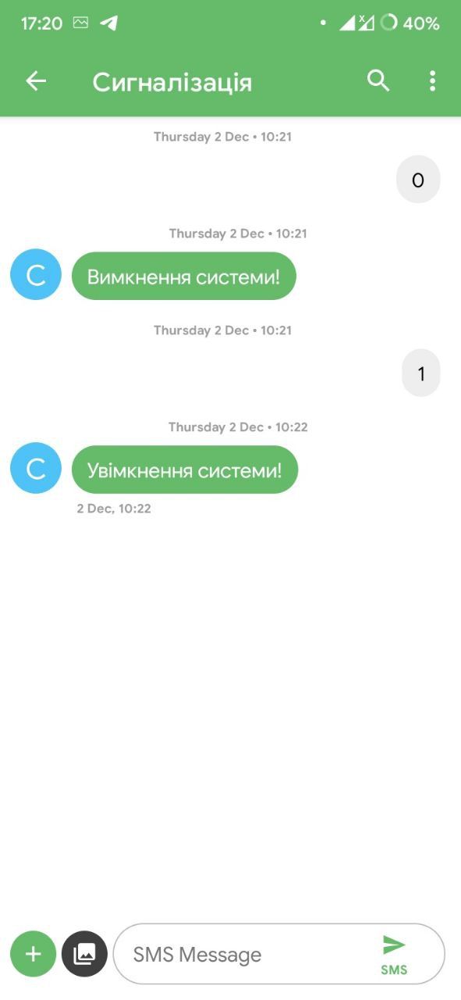 17:20 40%
Сигналізація
Thursday 2 Dec • 10:21
0
Thursday 2 Dec • 10:21
С
Вимкнення системи!
Thursday 2 Dec • 10:21
1
Thursday 2 Dec • 10:22
С
Увімкнення системи!
2 Dec, 10:22
SMS Message
SMS